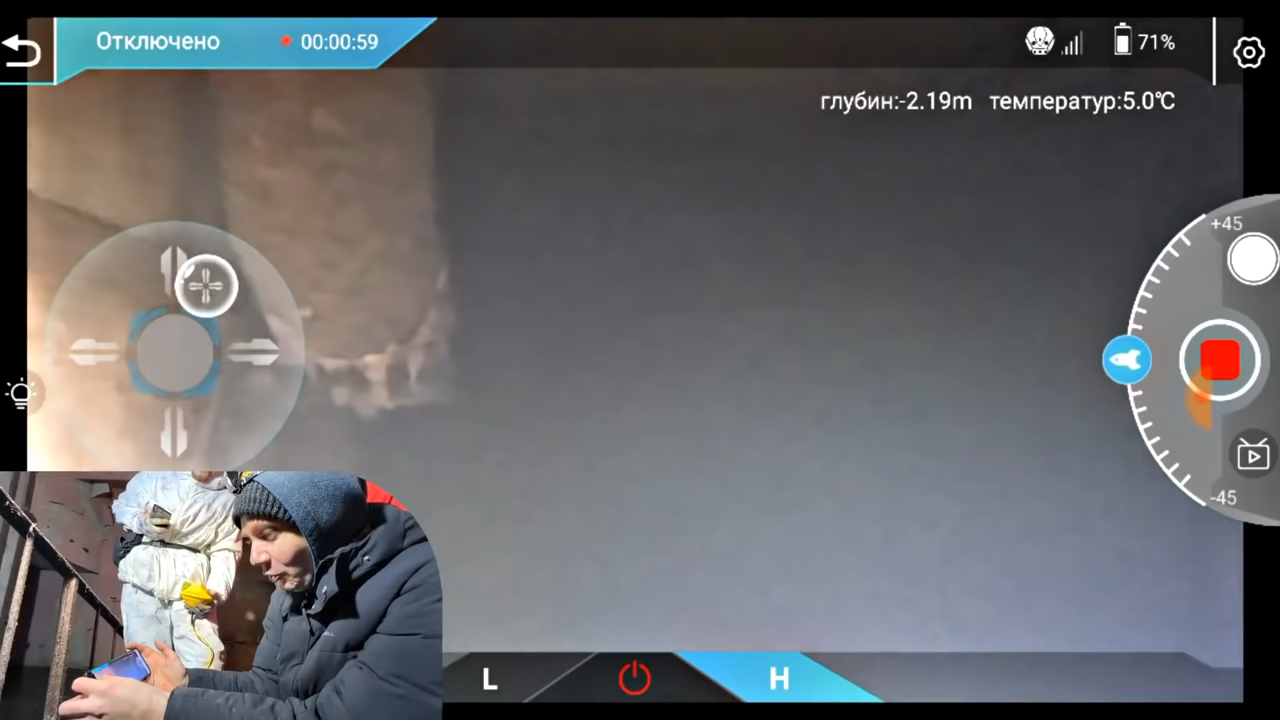 Отключено 00:00:59 71%
глубин:-2.19m температур:5.0℃
+45
-45
L H